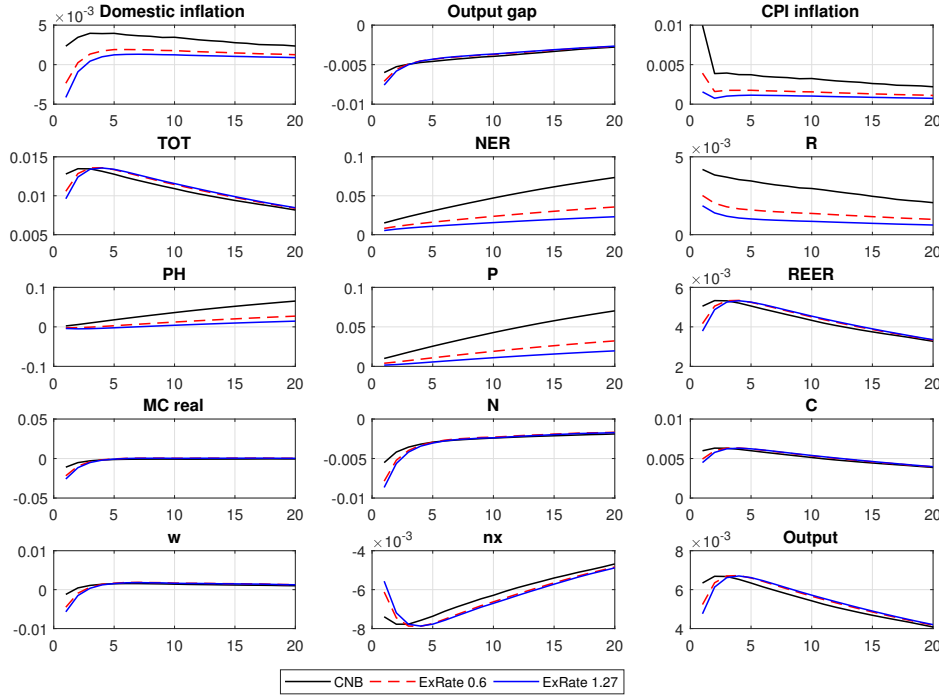 Domestic inflation
Output gap
CPI inflation
×10⁻³
5
0
-5
0 5 10 15 20
0
-0.005
-0.01
0 5 10 15 20
0.01
0.005
0
0 5 10 15 20
TOT
NER
R
0.015
0.01
0.005
0 5 10 15 20
0.1
0.05
0
0 5 10 15 20
×10⁻³
5
0
0 5 10 15 20
PH
P
REER
0.1
0
-0.1
0 5 10 15 20
0.1
0.05
0
0 5 10 15 20
×10⁻³
6
4
2
0 5 10 15 20
MC real
N
C
0.05
0
-0.05
0 5 10 15 20
0
-0.005
-0.01
0 5 10 15 20
0.01
0.005
0
0 5 10 15 20
w
nx
Output
0.01
0
-0.01
0 5 10 15 20
×10⁻³
-4
-6
-8
0 5 10 15 20
×10⁻³
8
6
4
0 5 10 15 20
CNB ExRate 0.6 ExRate 1.27